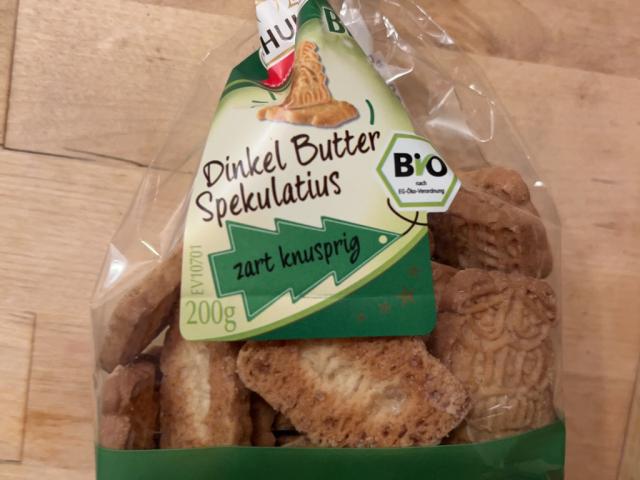 Dinkel Butter
Spekulatius
Bio
nach
EG-Öko-Verordnung
zart knusprig
EV10701
200g